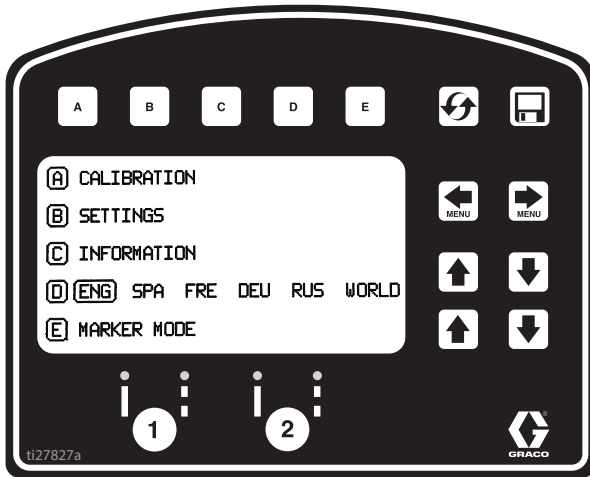 A B C D E
A CALIBRATION
B SETTINGS
MENU MENU
C INFORMATION
D ENG SPA FRE DEU RUS WORLD
E MARKER MODE
1 2
ti27827a
GRACO